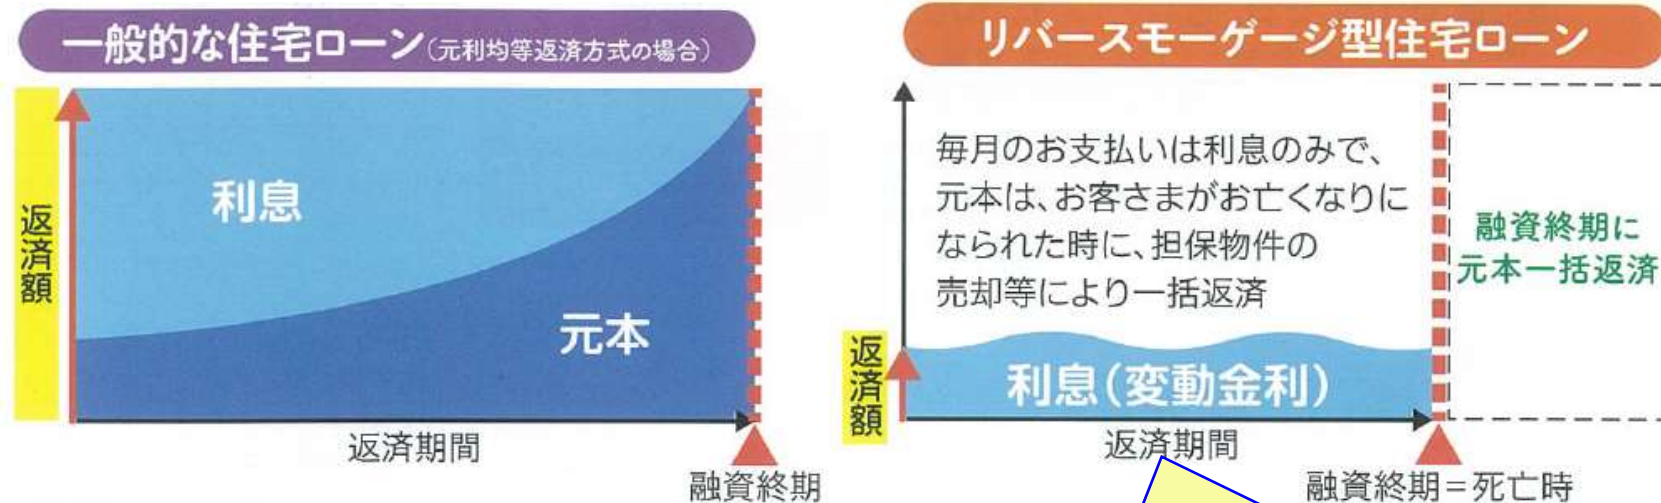 一般的な住宅ローン(元利均等返済方式の場合)
返済額
利息
元本
返済期間
融資終期
リバースモーゲージ型住宅ローン
毎月のお支払いは利息のみで、
元本は、お客さまがお亡くなりに
なられた時に、担保物件の
売却等により一括返済
融資終期に
元本一括返済
返済額
利息(変動金利)
返済期間
融資終期=死亡時